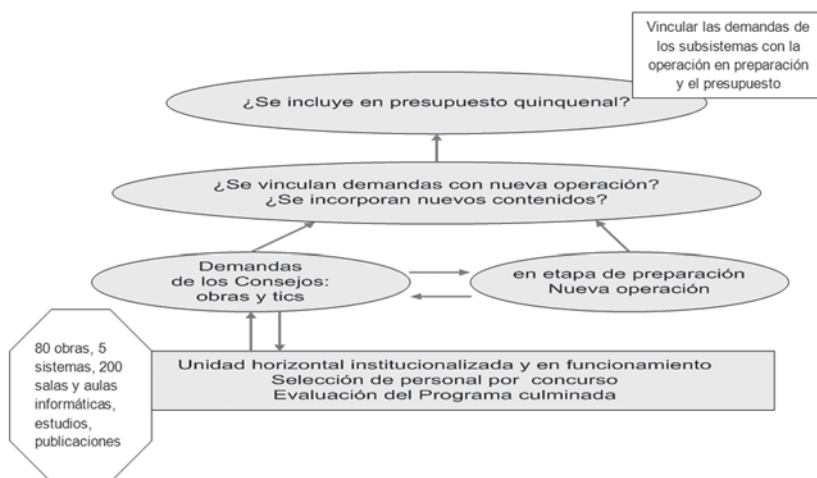 Vincular las demandas de
los subsistemas con la
operación en preparación
y el presupuesto
¿Se incluye en presupuesto quinquenal?
¿Se vinculan demandas con nueva operación?
¿Se incorporan nuevos contenidos?
Demandas
de los Consejos:
obras y tics
en etapa de preparación
Nueva operación
80 obras, 5
sistemas, 200
salas y aulas
informáticas,
estudios,
publicaciones
Unidad horizontal institucionalizada y en funcionamiento
Selección de personal por concurso
Evaluación del Programa culminada